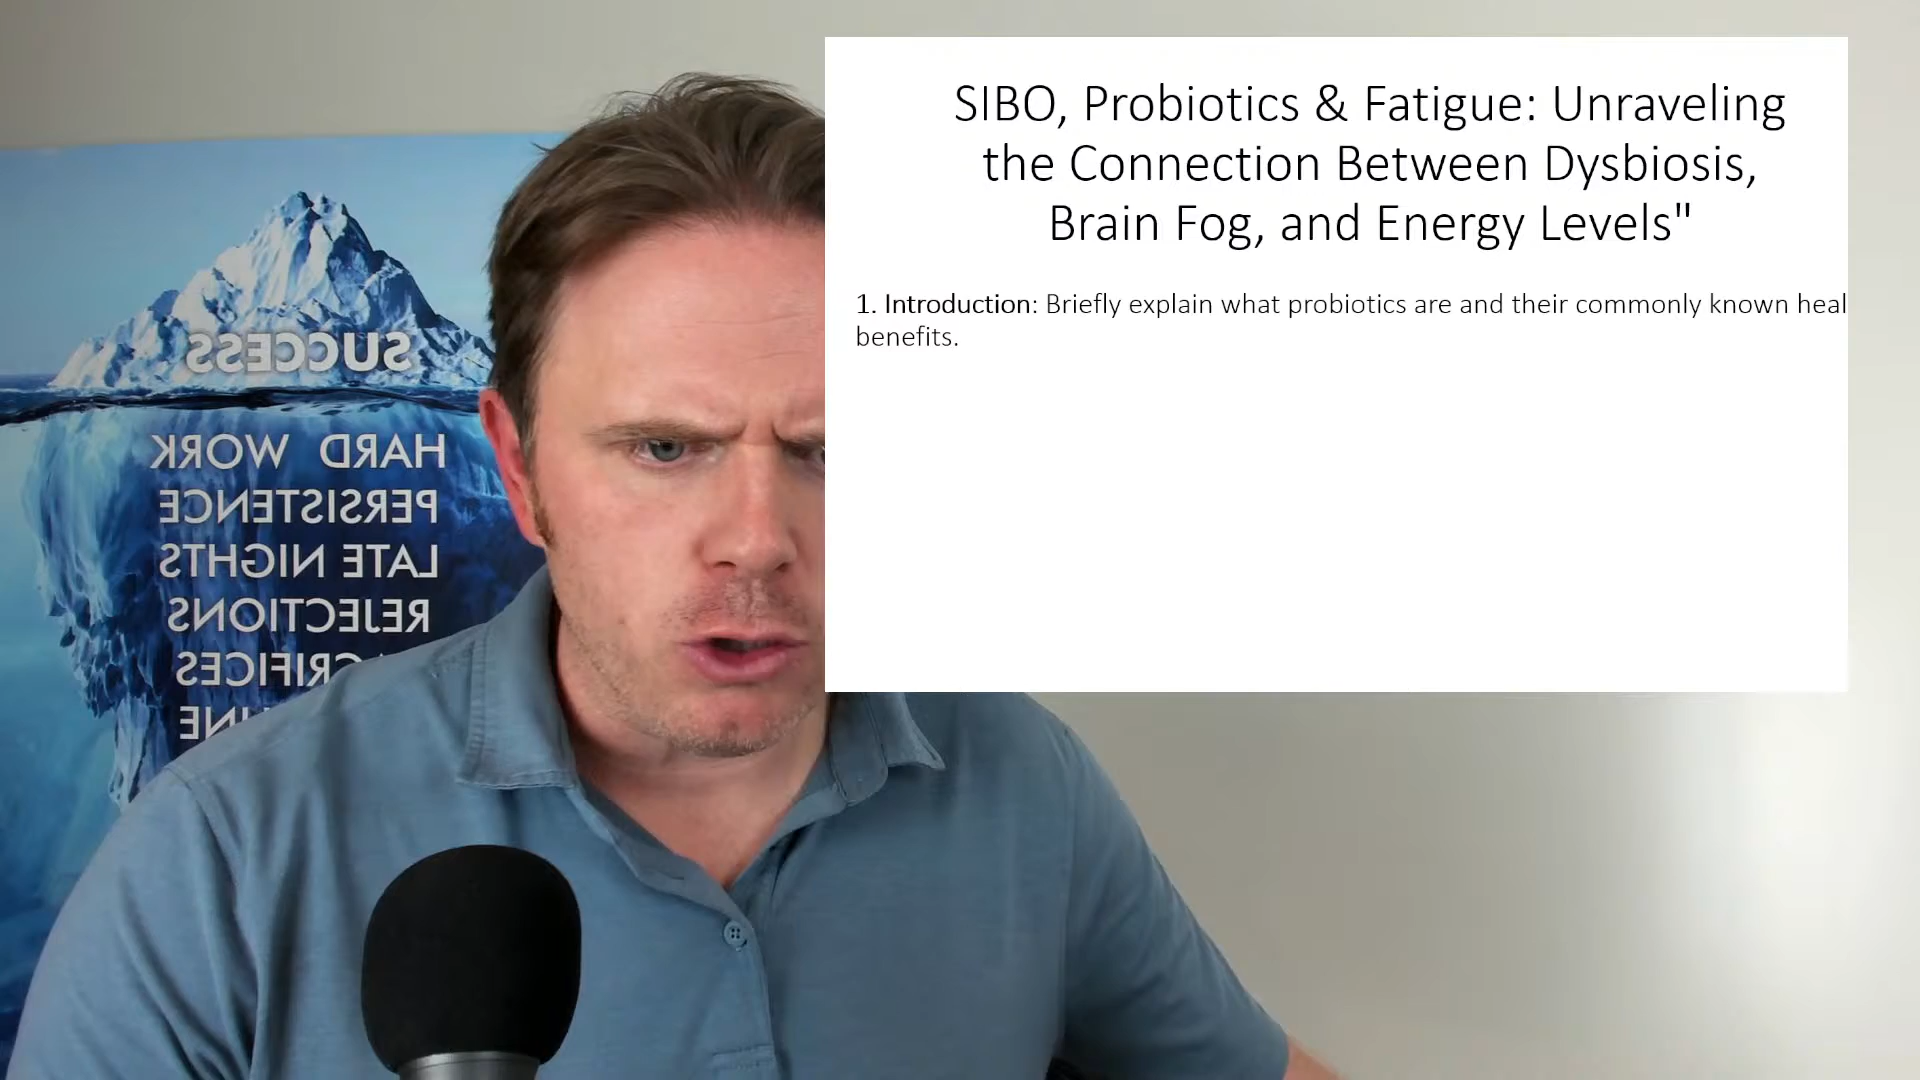 SIBO, Probiotics & Fatigue: Unraveling
the Connection Between Dysbiosis,
Brain Fog, and Energy Levels"
1. Introduction: Briefly explain what probiotics are and their commonly known heal
benefits.
SUCCESS
HARD WORK
PERSISTENCE
LATE NIGHTS
REJECTIONS